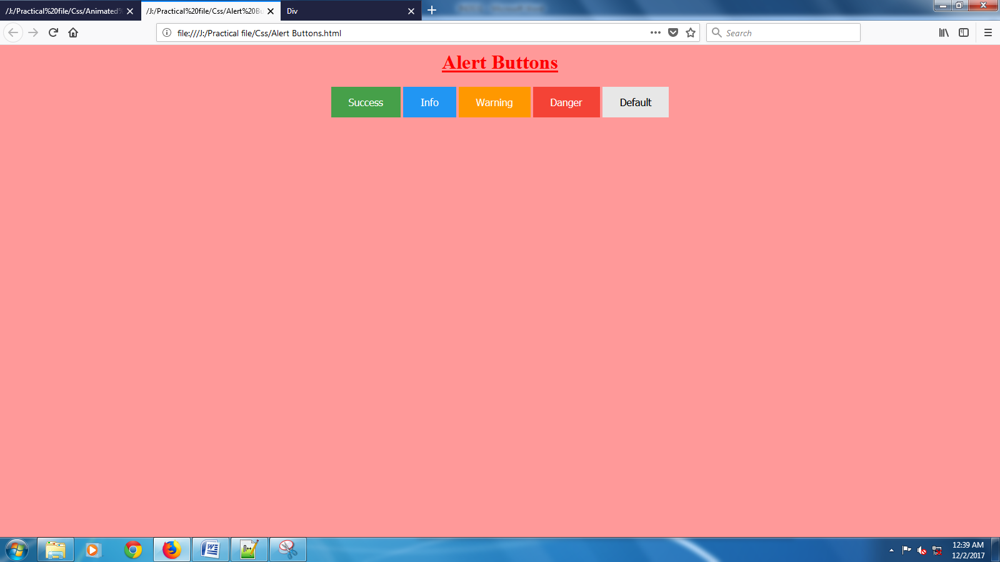 /J:/Practical%20file/Css/Animated%
/J:/Practical%20file/Css/Alert%20Bu
Div
file:///J:/Practical file/Css/Alert Buttons.html
Search
Alert Buttons
Success
Info
Warning
Danger
Default
12:39 AM
12/2/2017